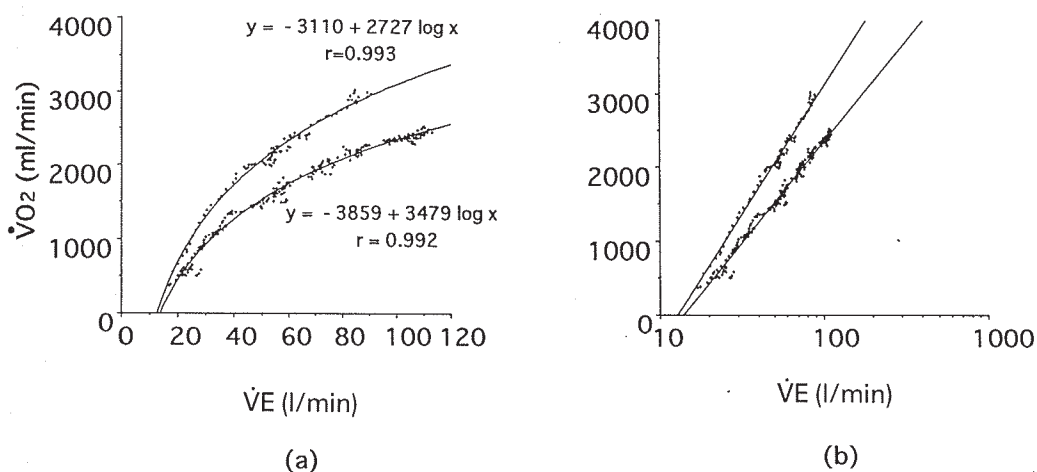 4000
3000
2000
1000
0
V̇O2 (ml/min)
y = - 3110 + 2727 log x
r=0.993
y = - 3859 + 3479 log x
r = 0.992
0 20 40 60 80 100 120
V̇E (l/min)
(a)
4000
3000
2000
1000
0
10 100 1000
V̇E (l/min)
(b)